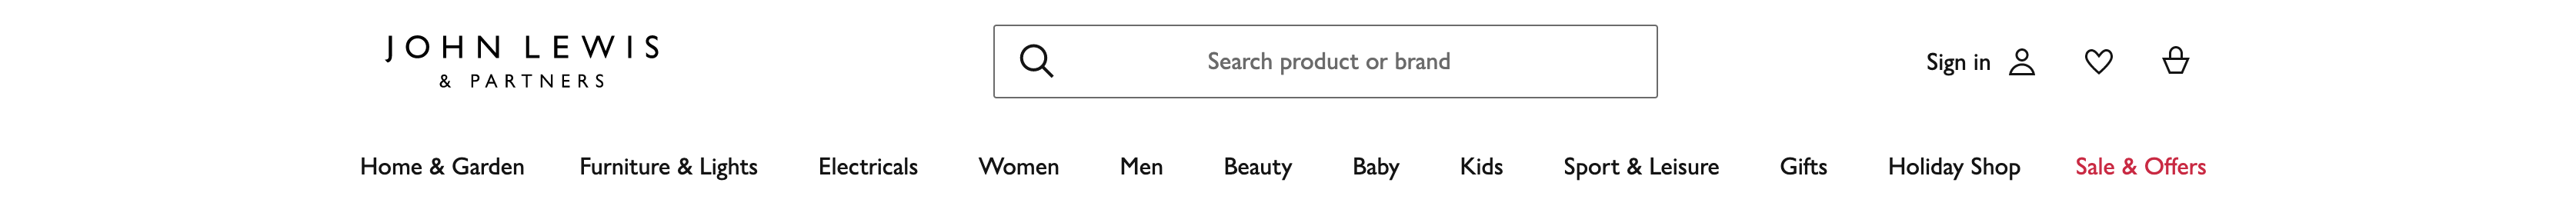 JOHN LEWIS
& PARTNERS
Search product or brand
Sign in
Home & Garden
Furniture & Lights
Electricals
Women
Men
Beauty
Baby
Kids
Sport & Leisure
Gifts
Holiday Shop
Sale & Offers